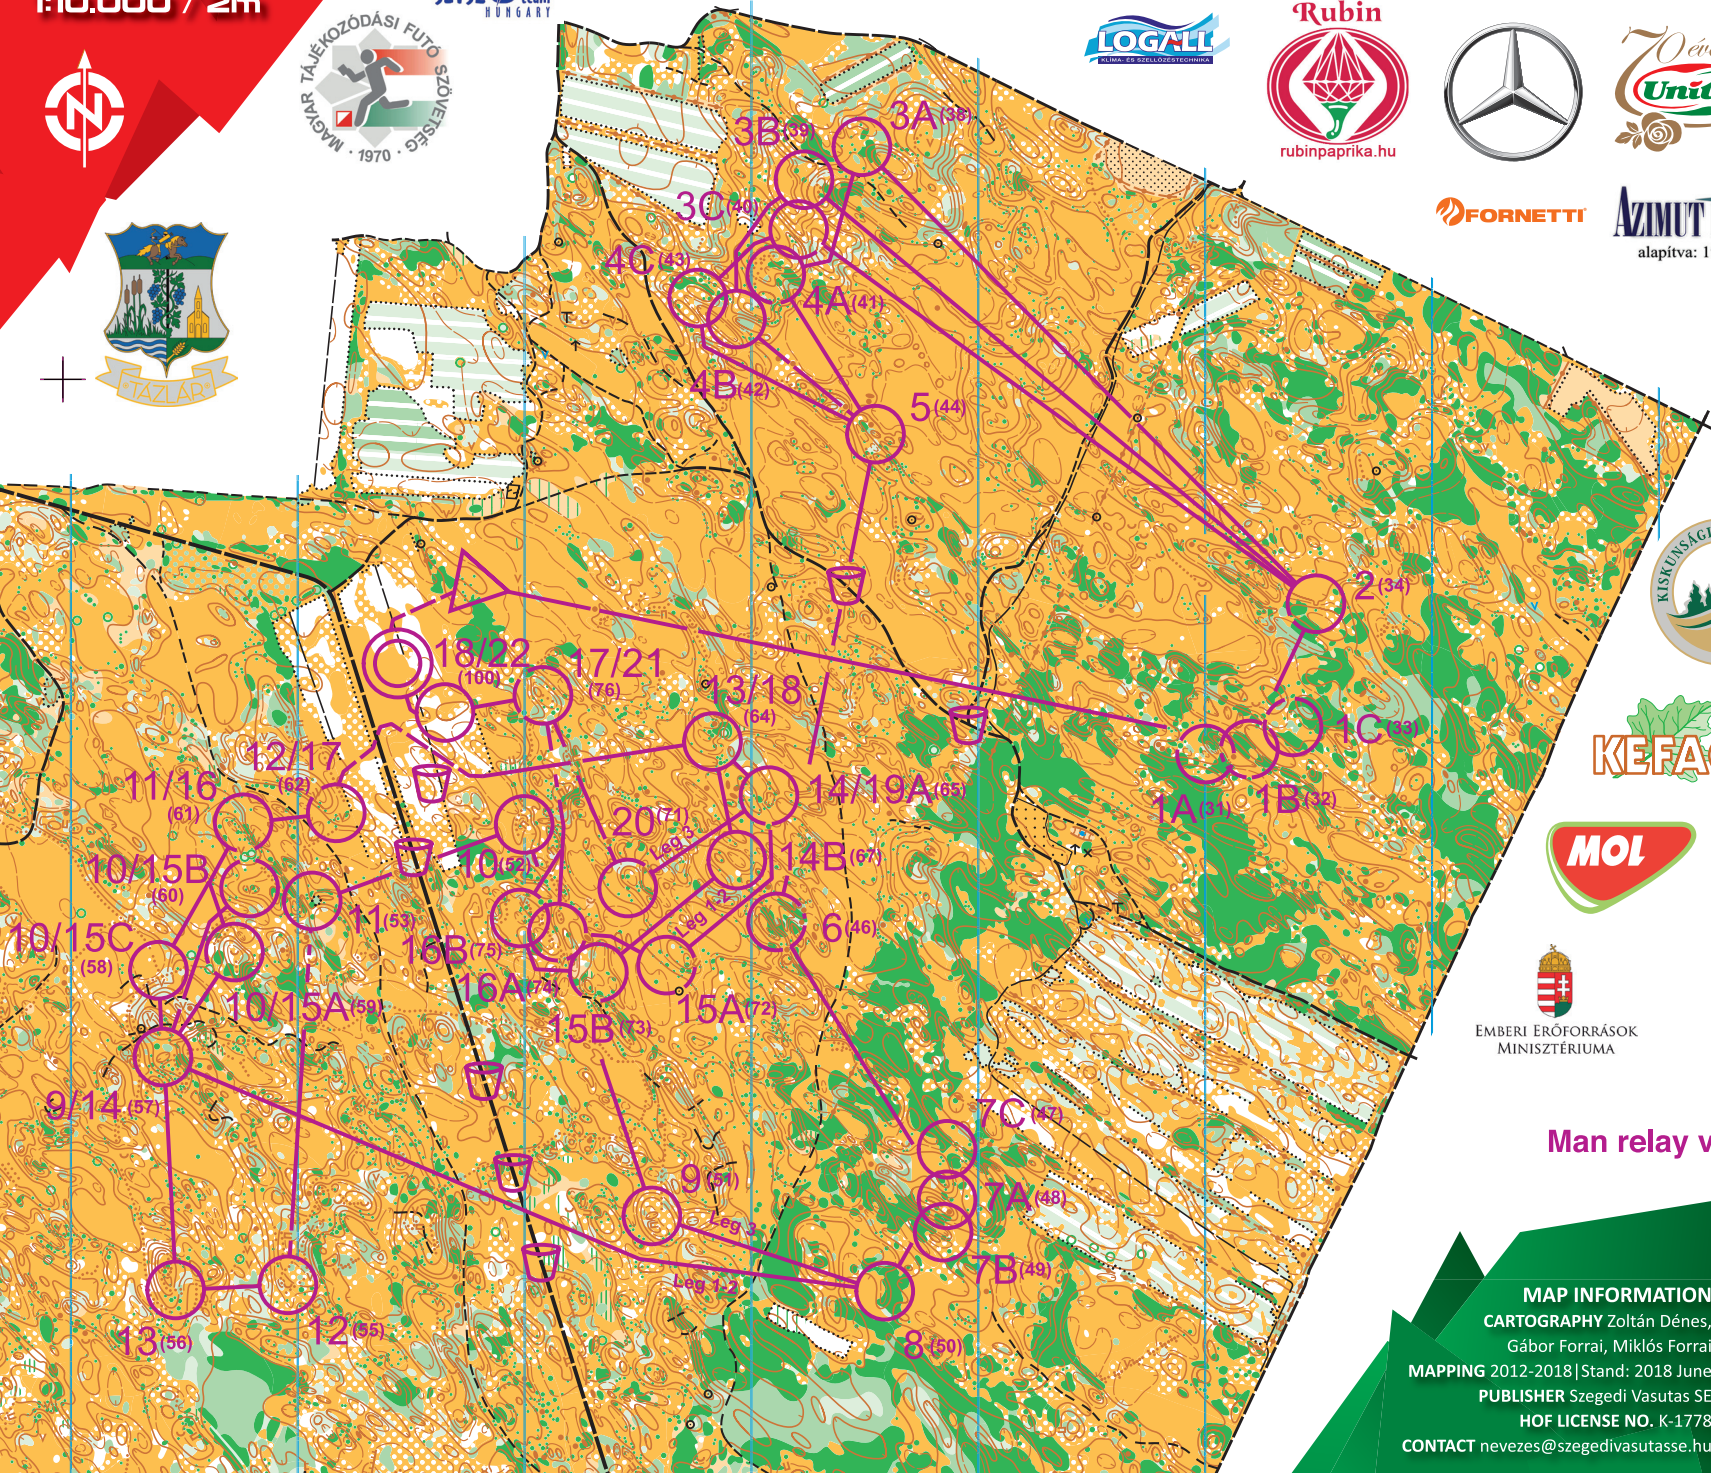 1:10.000 / 2m
HUNGARY
MAGYAR TÁJÉKOZÓDÁSI FUTÓ SZÖVETSÉG
· 1970 ·
N
TÁZLÁR
LOGALL
KLÍMA- ÉS SZELLŐZÉSTECHNIKA
Rubin
rubinpaprika.hu
70 év
Unit
FORNETTI
AZIMUT
alapítva: 1
KISKUNSÁGI
KEFA
MOL
EMBERI ERŐFORRÁSOK
MINISZTÉRIUMA
Man relay v
MAP INFORMATION
CARTOGRAPHY Zoltán Dénes,
Gábor Forrai, Miklós Forrai
MAPPING 2012-2018|Stand: 2018 June
PUBLISHER Szegedi Vasutas SE
HOF LICENSE NO. K-1778
CONTACT nevezes@szegedivasutasse.hu
3A(38)
3B(39)
3C(40)
4C(43)
4A(41)
4B(42)
5(44)
2(34)
18/22
(100)
17/21
(76)
13/18
(64)
1C(33)
1A(31)
1B(32)
12/17
(62)
11/16
(61)
14/19A(65)
20(71)
Leg 3
10/15B
(60)
10(52)
14B(67)
11(53)
Leg 1-2
6(46)
10/15C
(58)
16B(75)
16A(74)
10/15A(59)
15B(73)
15A(72)
9/14(57)
7C(47)
9(51)
7A(48)
Leg 3
7B(49)
Leg 1-2
13(56)
12(55)
8(50)